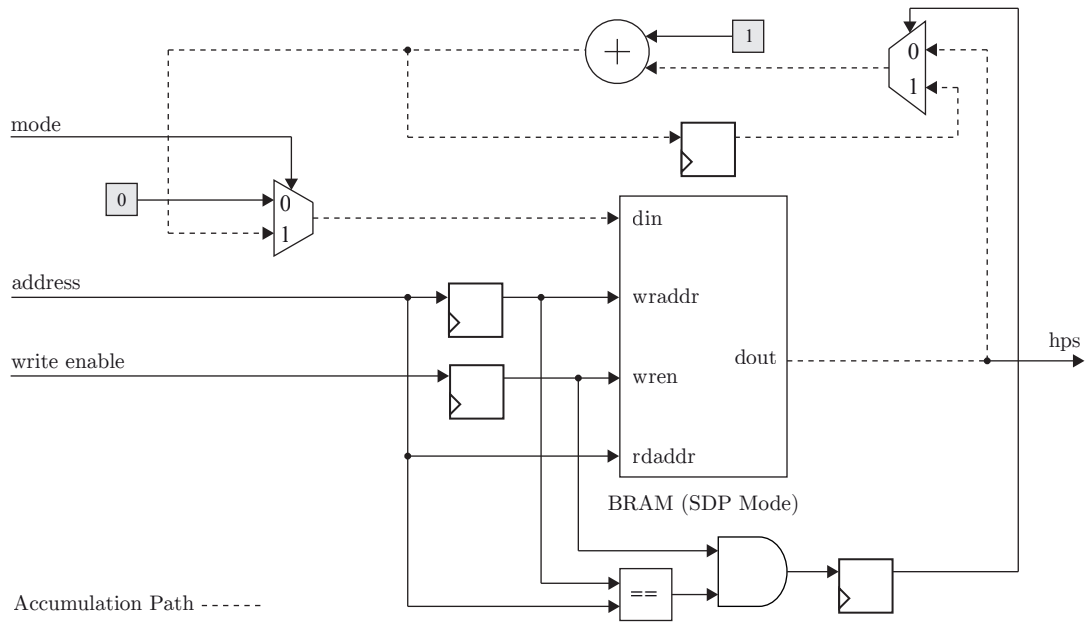 1
0
1
mode
0
0
1
din
address
wraddr
hps
write enable
dout
wren
rdaddr
BRAM (SDP Mode)
==
Accumulation Path